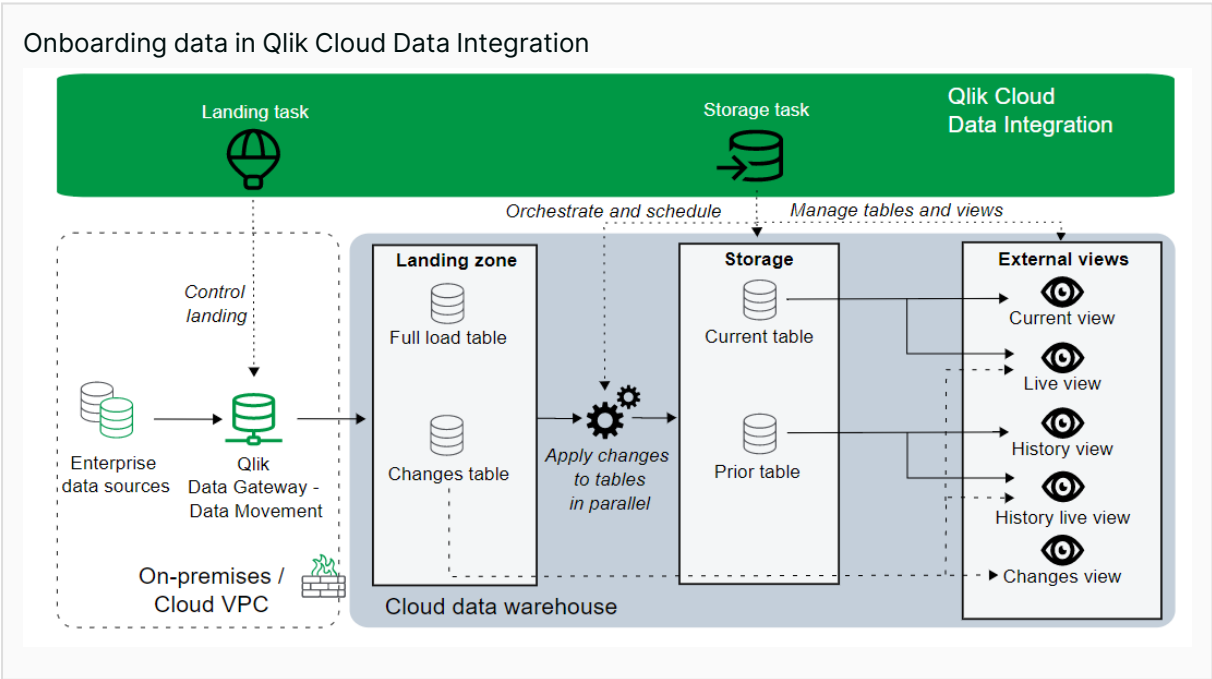 Onboarding data in Qlik Cloud Data Integration
Landing task
Storage task
Qlik Cloud
Data Integration
Orchestrate and schedule
Manage tables and views
Control
landing
Landing zone
Full load table
Changes table
Storage
Current table
Prior table
External views
Current view
Live view
History view
History live view
Changes view
Enterprise
data sources
Qlik
Data Gateway -
Data Movement
Apply changes
to tables
in parallel
On-premises /
Cloud VPC
Cloud data warehouse